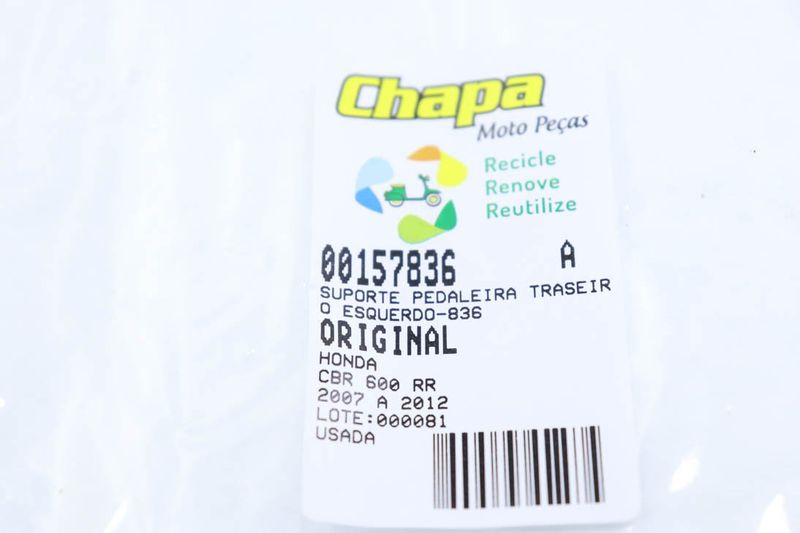 Chapa
Moto Peças
Recicle
Renove
Reutilize
00157836 A
SUPORTE PEDALEIRA TRASEIR
O ESQUERDO-836
ORIGINAL
HONDA
CBR 600 RR
2007 A 2012
LOTE:000081
USADA